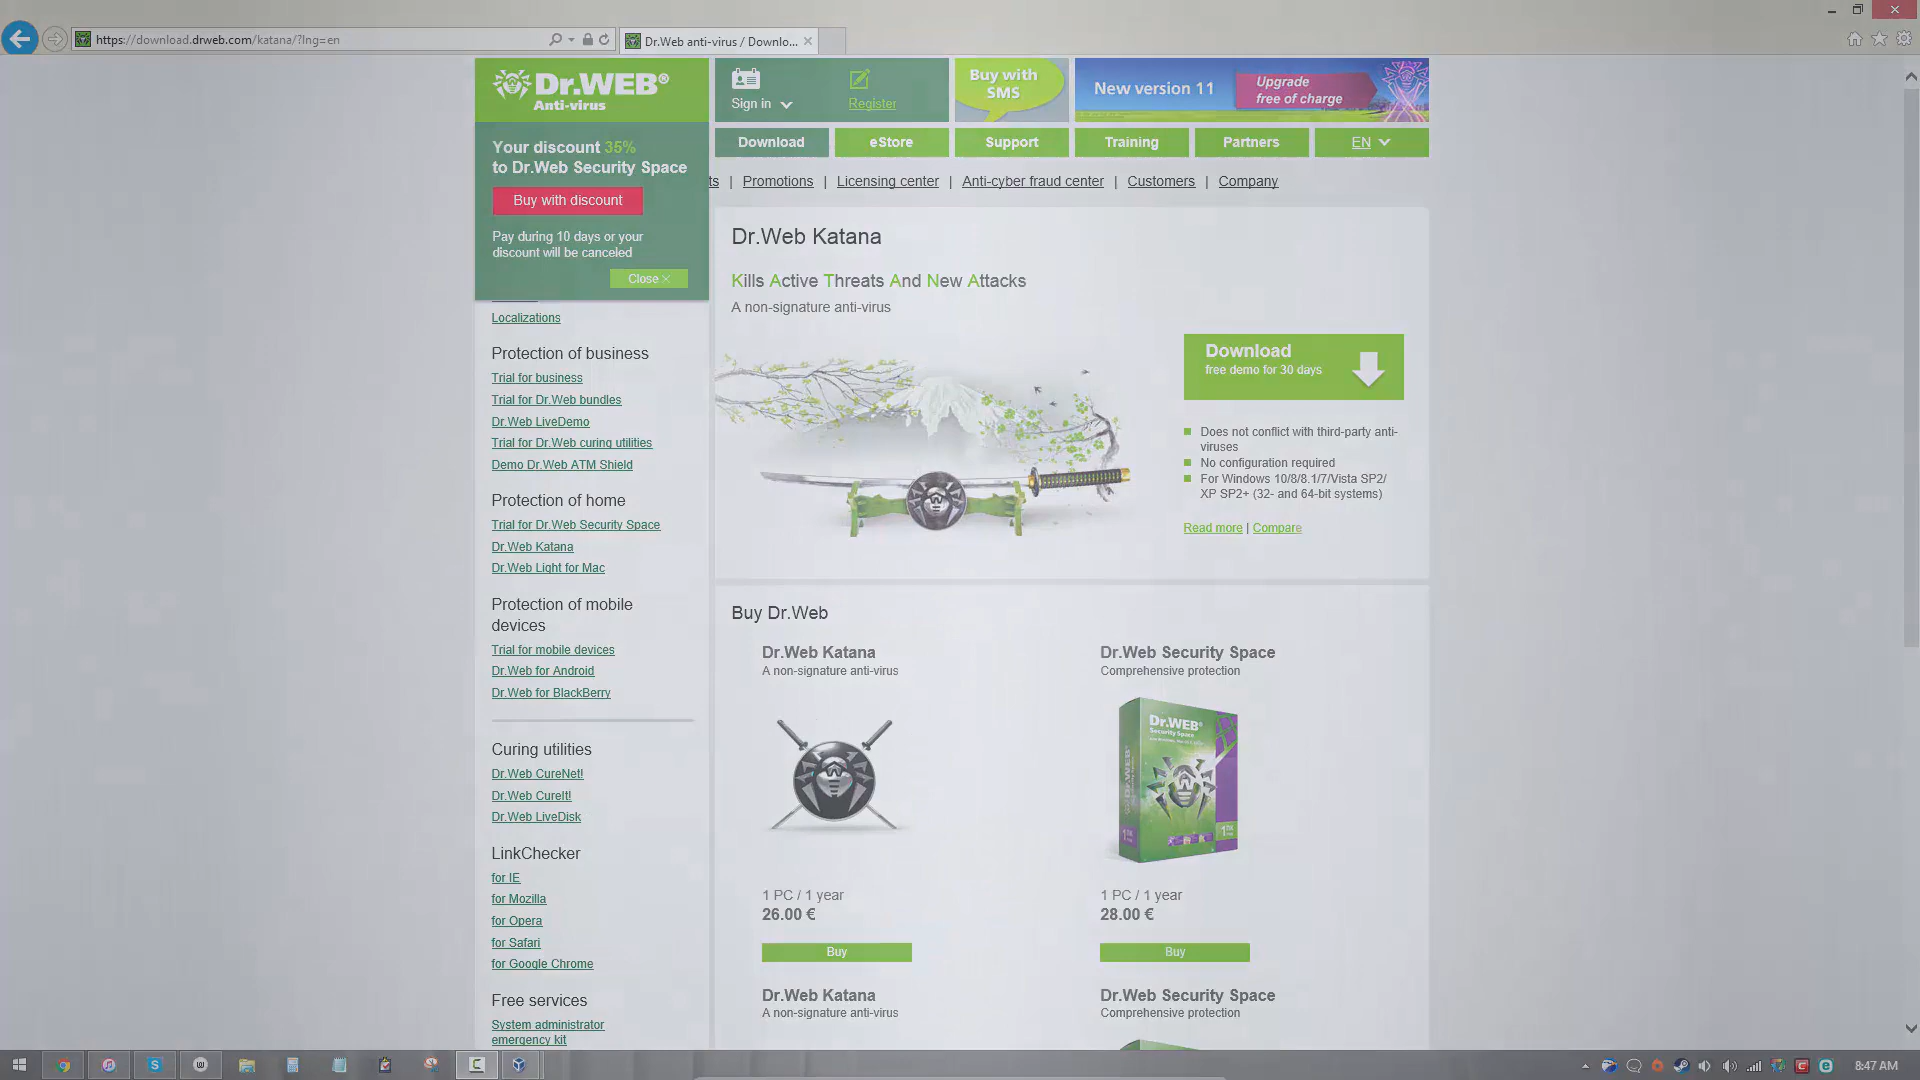 https://download.drweb.com/katana/?lng=en
Dr.Web anti-virus / Downlo...
Dr.WEB®
Anti-virus
Sign in
Register
Buy with
SMS
New version 11
Upgrade
free of charge
Your discount 35%
to Dr.Web Security Space
Buy with discount
Pay during 10 days or your
discount will be canceled
Close
Download
eStore
Support
Training
Partners
EN
ts | Promotions | Licensing center | Anti-cyber fraud center | Customers | Company
Localizations
Protection of business
Trial for business
Trial for Dr.Web bundles
Dr.Web LiveDemo
Trial for Dr.Web curing utilities
Demo Dr.Web ATM Shield
Protection of home
Trial for Dr.Web Security Space
Dr.Web Katana
Dr.Web Light for Mac
Protection of mobile
devices
Trial for mobile devices
Dr.Web for Android
Dr.Web for BlackBerry
Curing utilities
Dr.Web CureNet!
Dr.Web CureIt!
Dr.Web LiveDisk
LinkChecker
for IE
for Mozilla
for Opera
for Safari
for Google Chrome
Free services
System administrator
emergency kit
Dr.Web Katana
Kills Active Threats And New Attacks
A non-signature anti-virus
Download
free demo for 30 days
Does not conflict with third-party anti-
viruses
No configuration required
For Windows 10/8/8.1/7/Vista SP2/
XP SP2+ (32- and 64-bit systems)
Read more | Compare
Buy Dr.Web
Dr.Web Katana
A non-signature anti-virus
1 PC / 1 year
26.00 €
Buy
Dr.Web Security Space
Comprehensive protection
Dr.WEB
Security Space
1 PC / 1 year
28.00 €
Buy
Dr.Web Katana
A non-signature anti-virus
Dr.Web Security Space
Comprehensive protection
8:47 AM